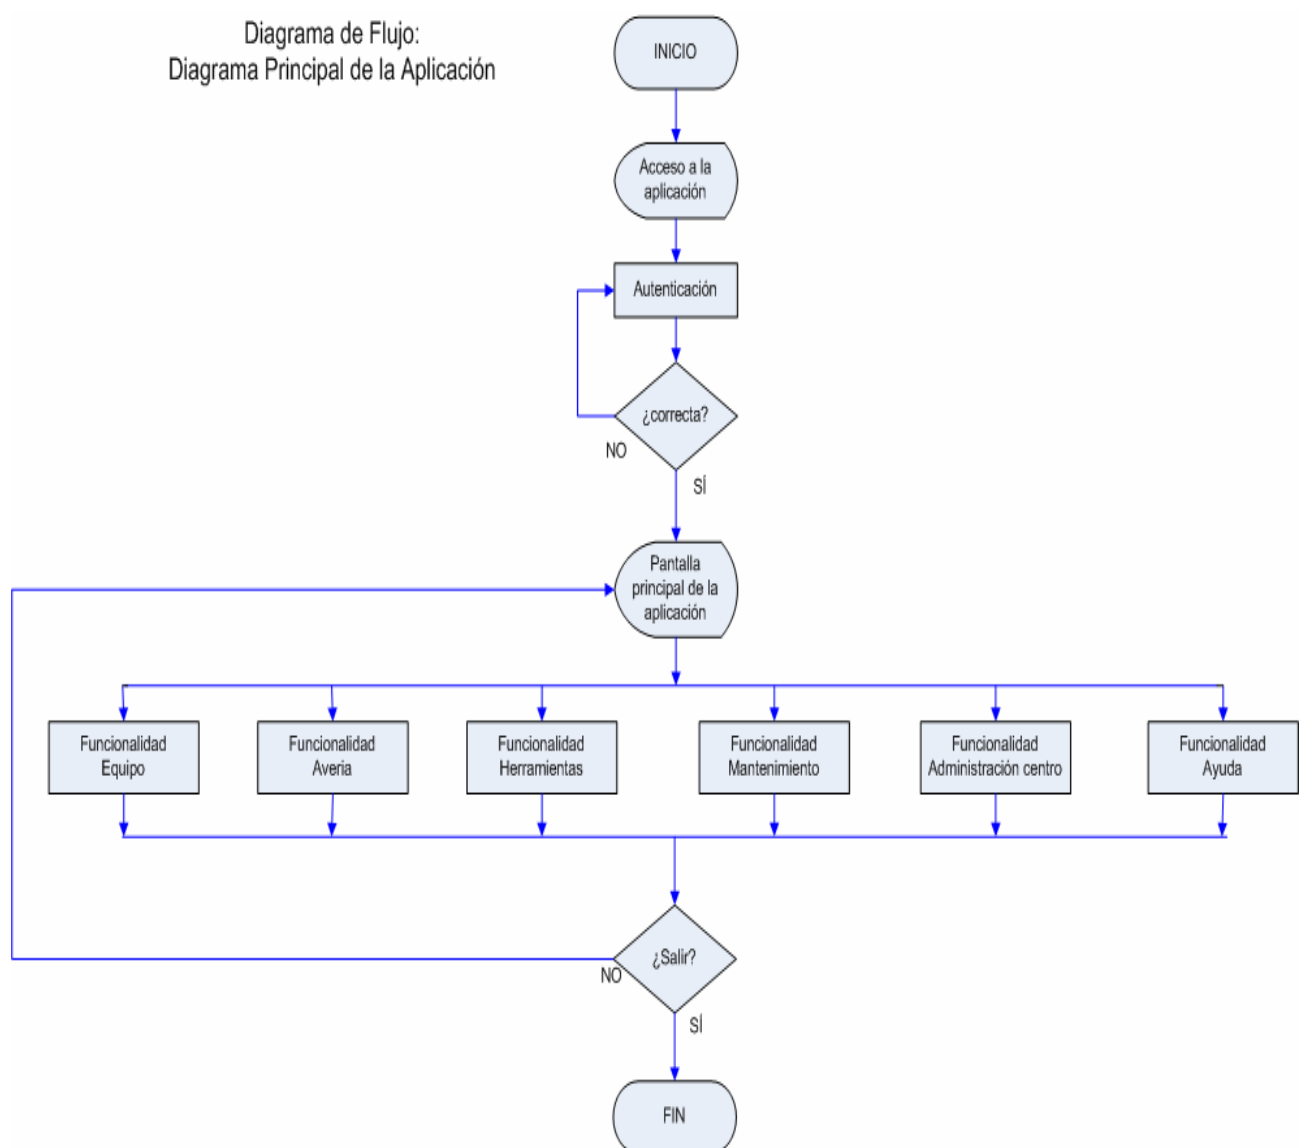 Diagrama de Flujo:
Diagrama Principal de la Aplicación
INICIO
Acceso a la
aplicación
Autenticación
¿correcta?
NO
SÍ
Pantalla
principal de la
aplicación
Funcionalidad
Equipo
Funcionalidad
Averia
Funcionalidad
Herramientas
Funcionalidad
Mantenimiento
Funcionalidad
Administración centro
Funcionalidad
Ayuda
¿Salir?
NO
SÍ
FIN